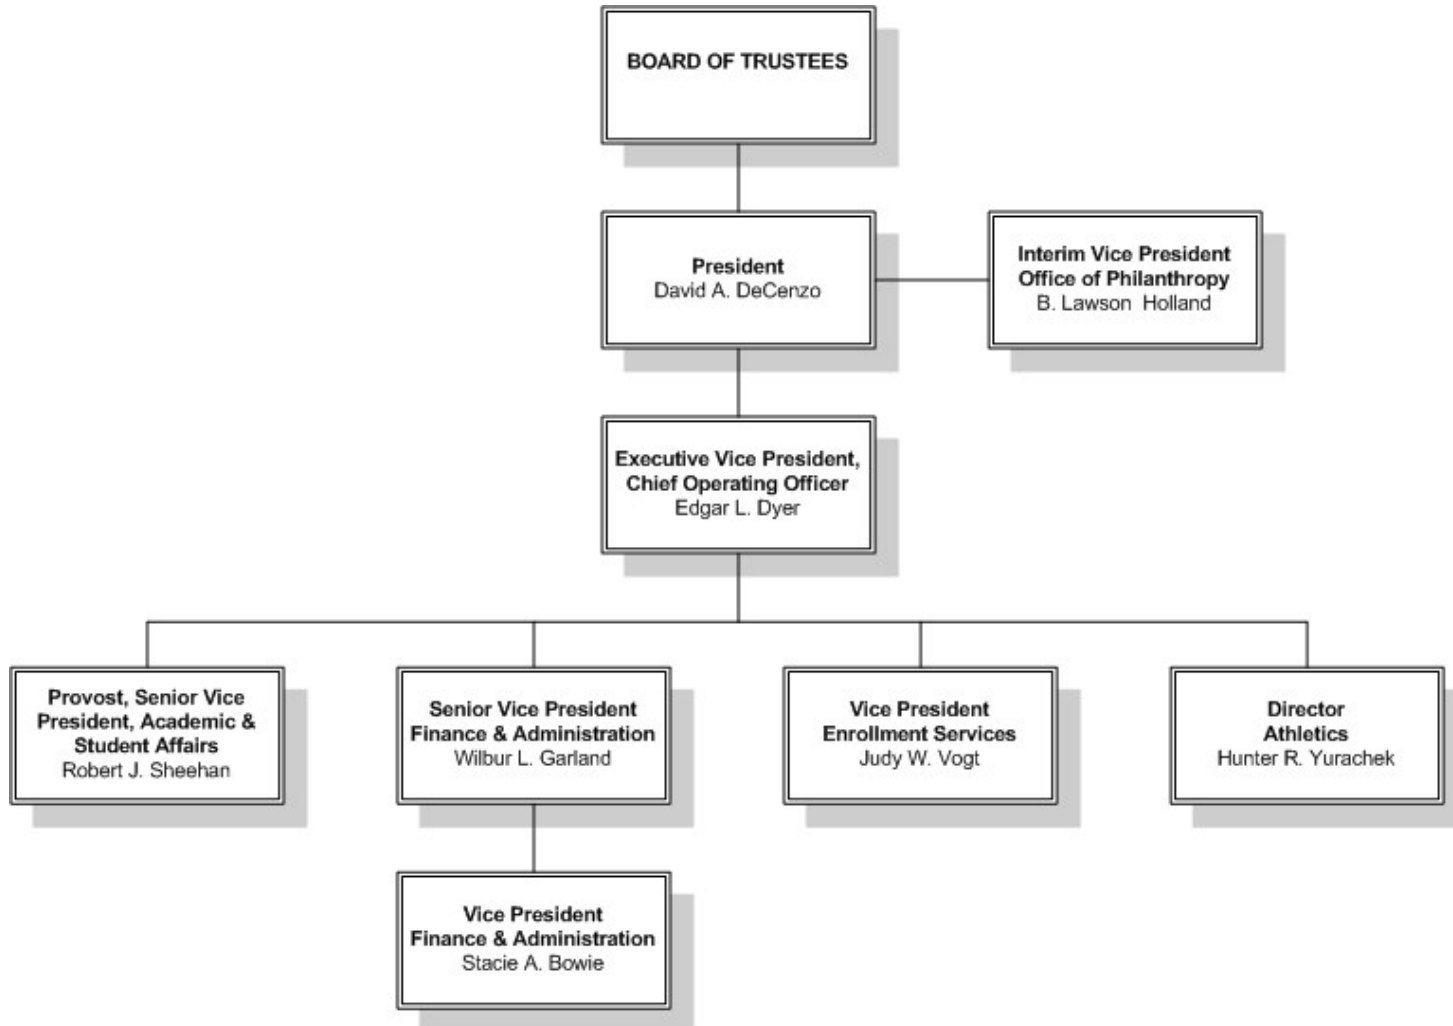 BOARD OF TRUSTEES
President
David A. DeCenzo
Interim Vice President
Office of Philanthropy
B. Lawson Holland
Executive Vice President,
Chief Operating Officer
Edgar L. Dyer
Provost, Senior Vice
President, Academic &
Student Affairs
Robert J. Sheehan
Senior Vice President
Finance & Administration
Wilbur L. Garland
Vice President
Enrollment Services
Judy W. Vogt
Director
Athletics
Hunter R. Yurachek
Vice President
Finance & Administration
Stacie A. Bowie